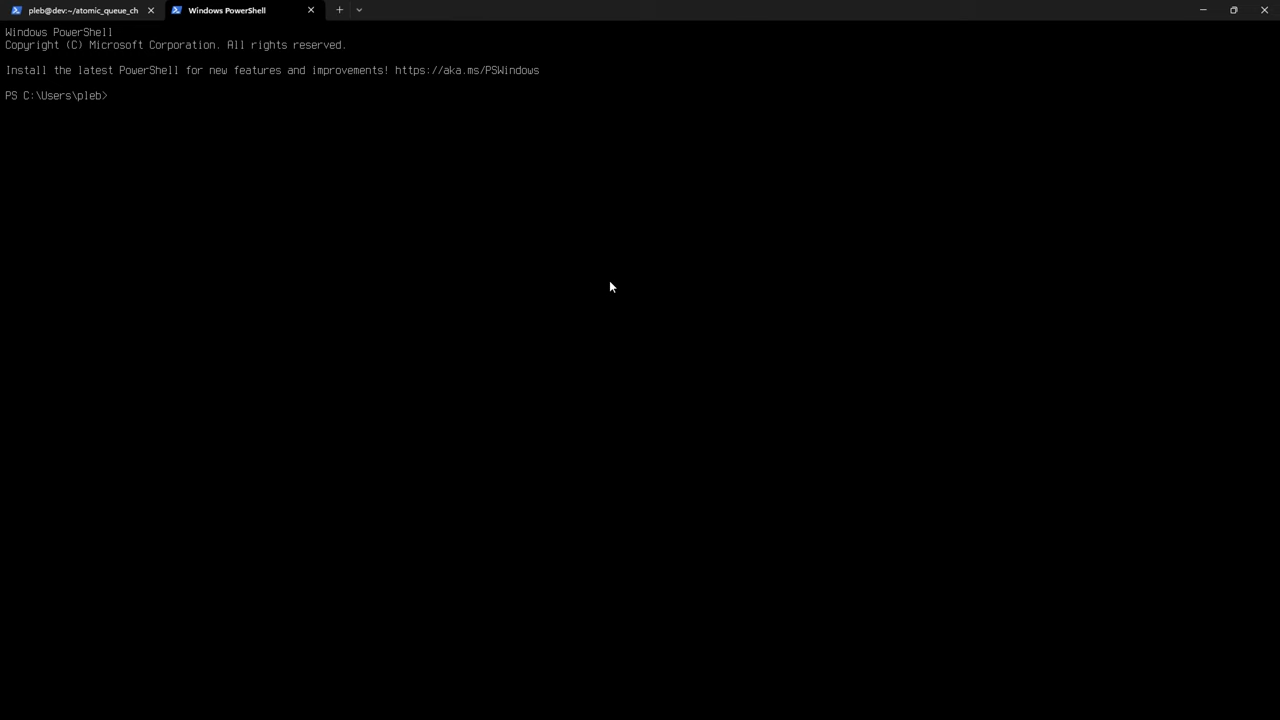 pleb@dev:~/atomic_queue_ch
Windows PowerShell
Windows PowerShell
Copyright (C) Microsoft Corporation. All rights reserved.
Install the latest PowerShell for new features and improvements! https://aka.ms/PSWindows
PS C:\Users\pleb>